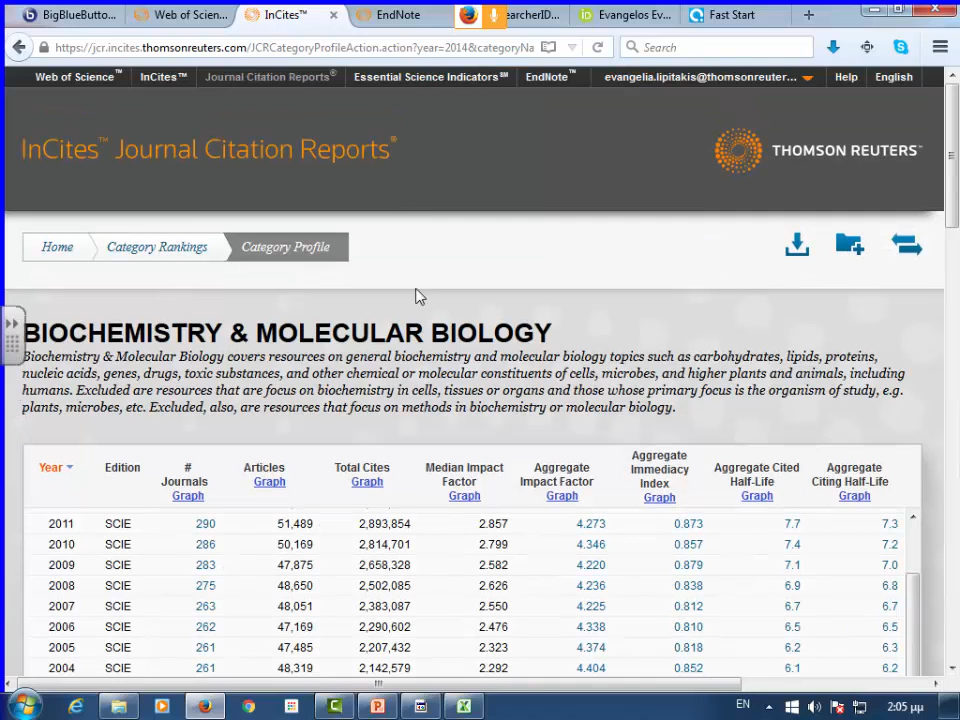 BigBlueButto...
Web of Scien...
InCites™
EndNote
earcherID...
Evangelos Ev...
Fast Start
https://jcr.incites.thomsonreuters.com/JCRCategoryProfileAction.action?year=2014&categoryNa
Search
Web of Science™
InCites™
Journal Citation Reports®
Essential Science Indicators℠
EndNote™
evangelia.lipitakis@thomsonreuter...
Help
English
InCites™ Journal Citation Reports®
THOMSON REUTERS™
Home
Category Rankings
Category Profile
BIOCHEMISTRY & MOLECULAR BIOLOGY
Biochemistry & Molecular Biology covers resources on general biochemistry and molecular biology topics such as carbohydrates, lipids, proteins,
nucleic acids, genes, drugs, toxic substances, and other chemical or molecular constituents of cells, microbes, and higher plants and animals, including
humans. Excluded are resources that are focus on biochemistry in cells, tissues or organs and those whose primary focus is the organism of study, e.g.
plants, microbes, etc. Excluded, also, are resources that focus on methods in biochemistry or molecular biology.
Year
Edition
# Journals Graph
Articles Graph
Total Cites Graph
Median Impact Factor Graph
Aggregate Impact Factor Graph
Aggregate Immediacy Index Graph
Aggregate Cited Half-Life Graph
Aggregate Citing Half-Life Graph
2011 SCIE 290 51,489 2,893,854 2.857 4.273 0.873 7.7 7.3
2010 SCIE 286 50,169 2,814,701 2.799 4.346 0.857 7.4 7.2
2009 SCIE 283 47,875 2,658,328 2.582 4.220 0.879 7.1 7.0
2008 SCIE 275 48,650 2,502,085 2.626 4.236 0.838 6.9 6.8
2007 SCIE 263 48,051 2,383,087 2.550 4.225 0.812 6.7 6.7
2006 SCIE 262 47,169 2,290,602 2.476 4.338 0.810 6.5 6.5
2005 SCIE 261 47,485 2,207,432 2.323 4.374 0.818 6.2 6.3
2004 SCIE 261 48,319 2,142,579 2.292 4.404 0.852 6.1 6.2
EN
2:05 μμ